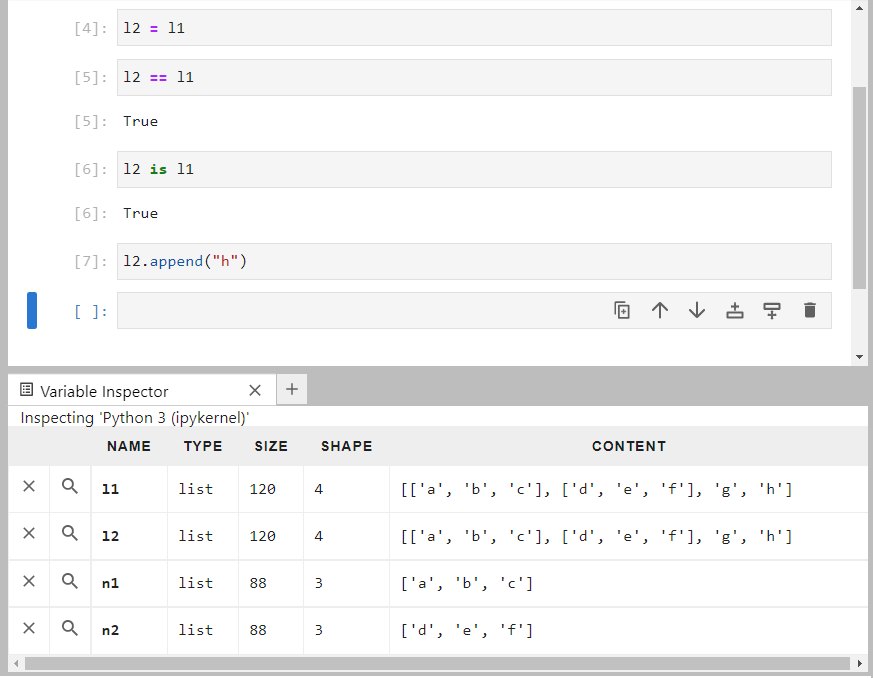 [4]: l2 = l1
[5]: l2 == l1
[5]: True
[6]: l2 is l1
[6]: True
[7]: l2.append("h")
[ ]:
Variable Inspector
Inspecting 'Python 3 (ipykernel)'
NAME TYPE SIZE SHAPE CONTENT
l1 list 120 4 [['a', 'b', 'c'], ['d', 'e', 'f'], 'g', 'h']
l2 list 120 4 [['a', 'b', 'c'], ['d', 'e', 'f'], 'g', 'h']
n1 list 88 3 ['a', 'b', 'c']
n2 list 88 3 ['d', 'e', 'f']